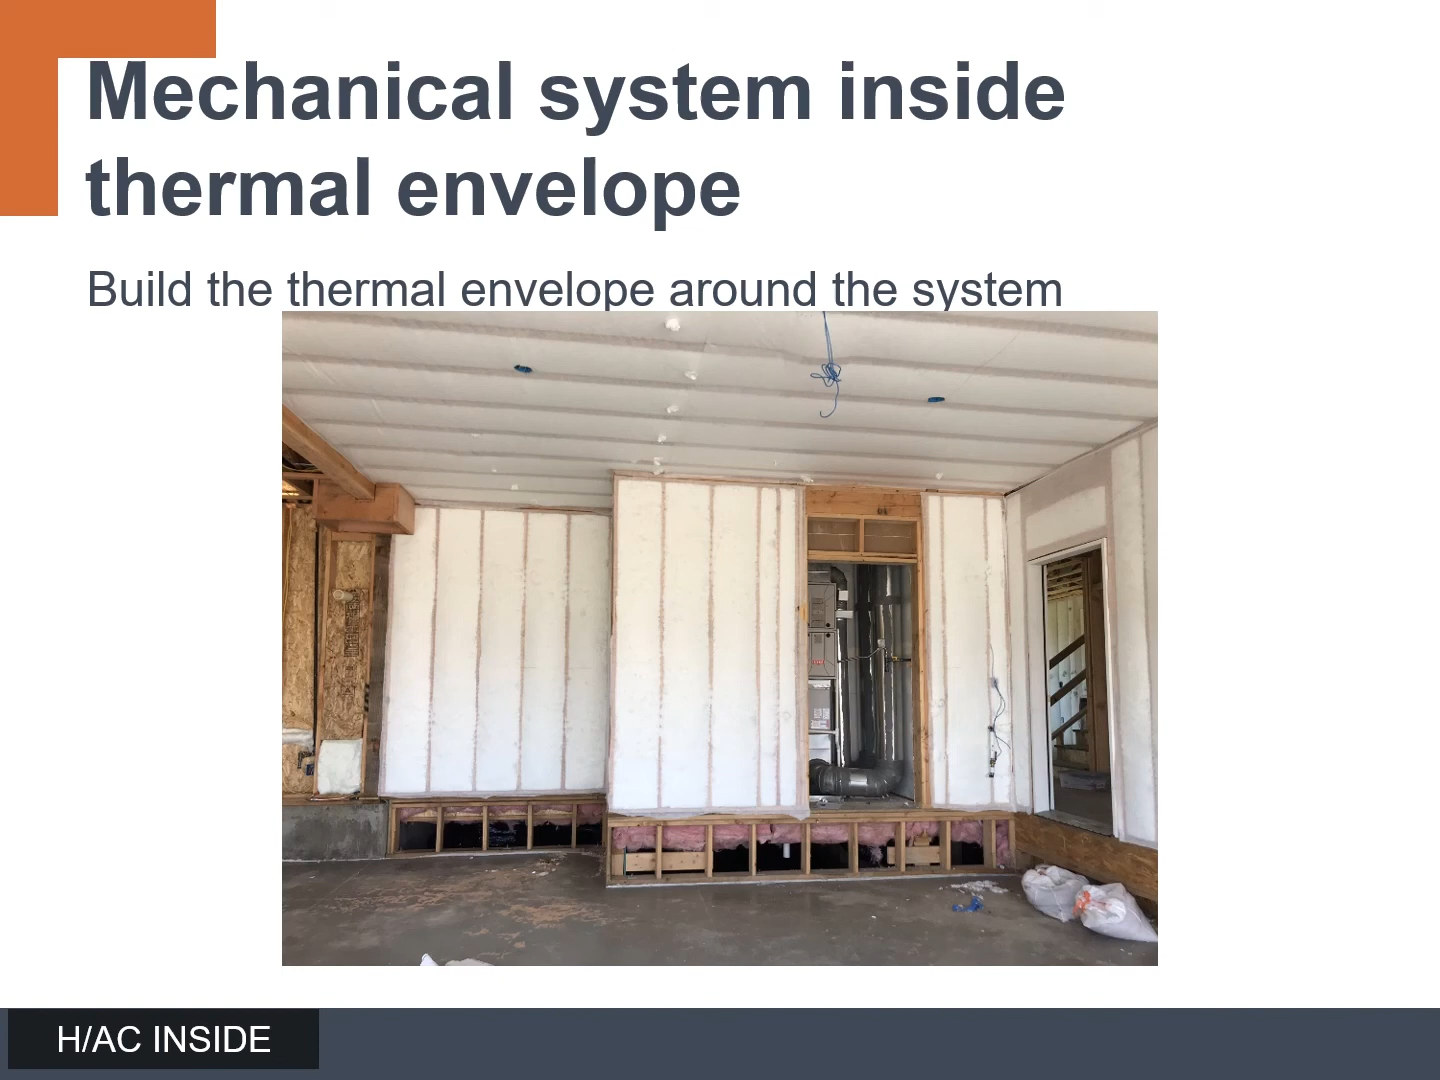 Mechanical system inside
thermal envelope
Build the thermal envelope around the system
H/AC INSIDE